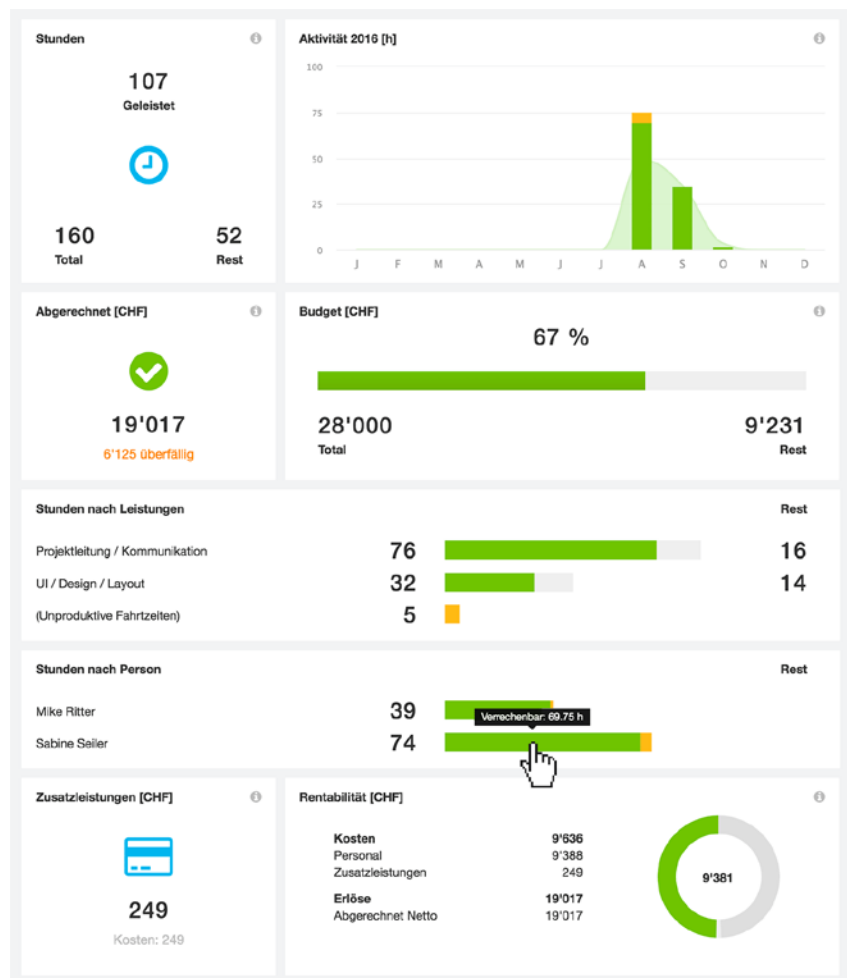 Stunden
107
Geleistet
160
Total
52
Rest
Aktivität 2016 [h]
100
75
50
25
0
J F M A M J J A S O N D
Abgerechnet [CHF]
19'017
6'125 überfällig
Budget [CHF]
67 %
28'000
Total
9'231
Rest
Stunden nach Leistungen Rest
Projektleitung / Kommunikation 76 16
UI / Design / Layout 32 14
(Unproduktive Fahrtzeiten) 5
Stunden nach Person Rest
Mike Ritter 39
Verrechenbar: 69.75 h
Sabine Seiler 74
Zusatzleistungen [CHF]
249
Kosten: 249
Rentabilität [CHF]
Kosten 9'636
Personal 9'388
Zusatzleistungen 249
Erlöse 19'017
Abgerechnet Netto 19'017
9'381